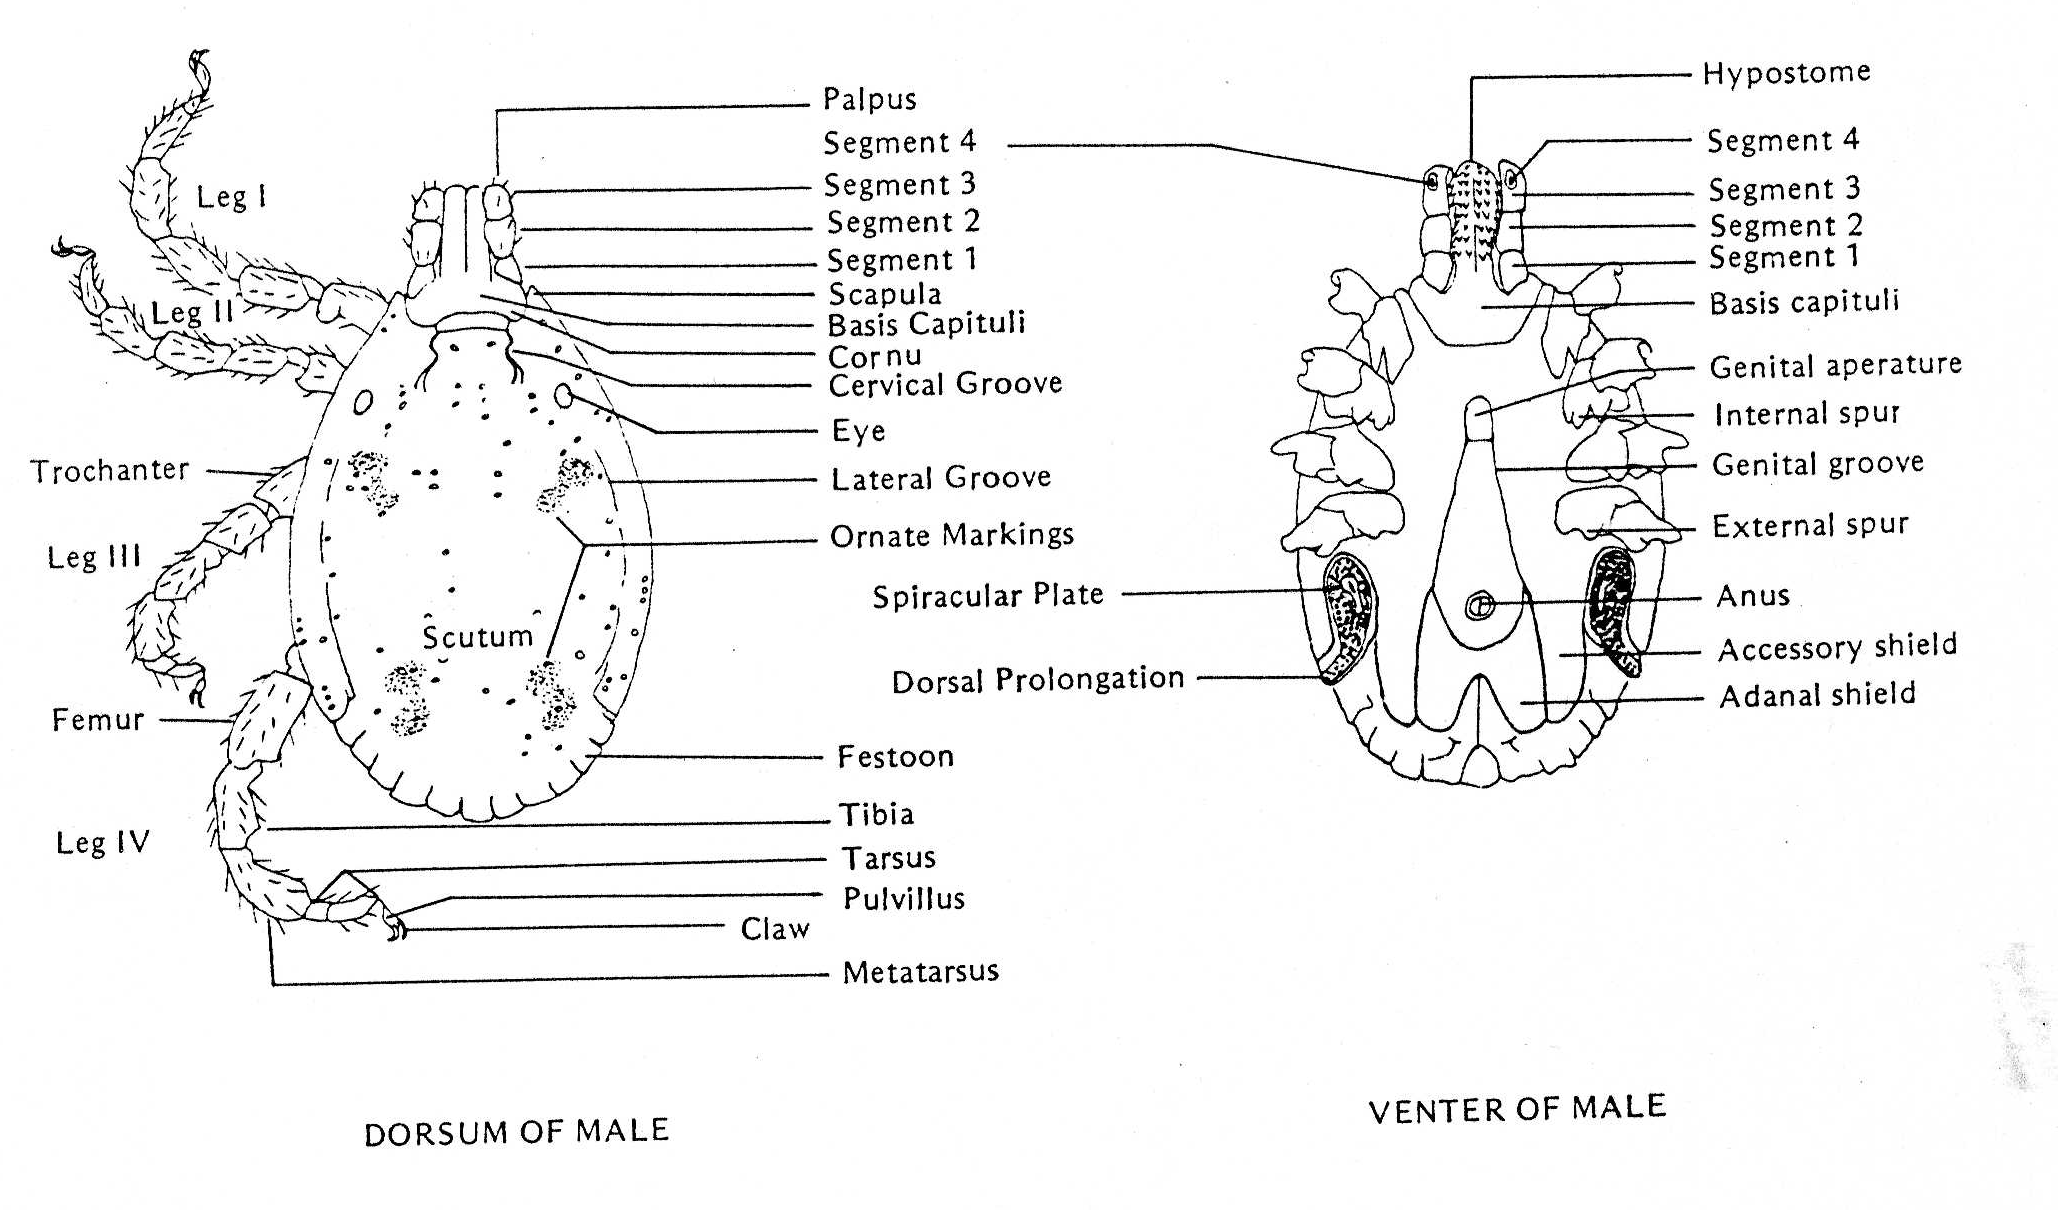 Palpus
Segment 4
Segment 3
Segment 2
Segment 1
Scapula
Basis Capituli
Cornu
Cervical Groove
Eye
Lateral Groove
Ornate Markings
Spiracular Plate
Dorsal Prolongation
Festoon
Tibia
Tarsus
Pulvillus
Claw
Metatarsus
Leg I
Leg II
Trochanter
Leg III
Scutum
Femur
Leg IV
DORSUM OF MALE
Hypostome
Segment 4
Segment 3
Segment 2
Segment 1
Basis capituli
Genital aperature
Internal spur
Genital groove
External spur
Anus
Accessory shield
Adanal shield
VENTER OF MALE